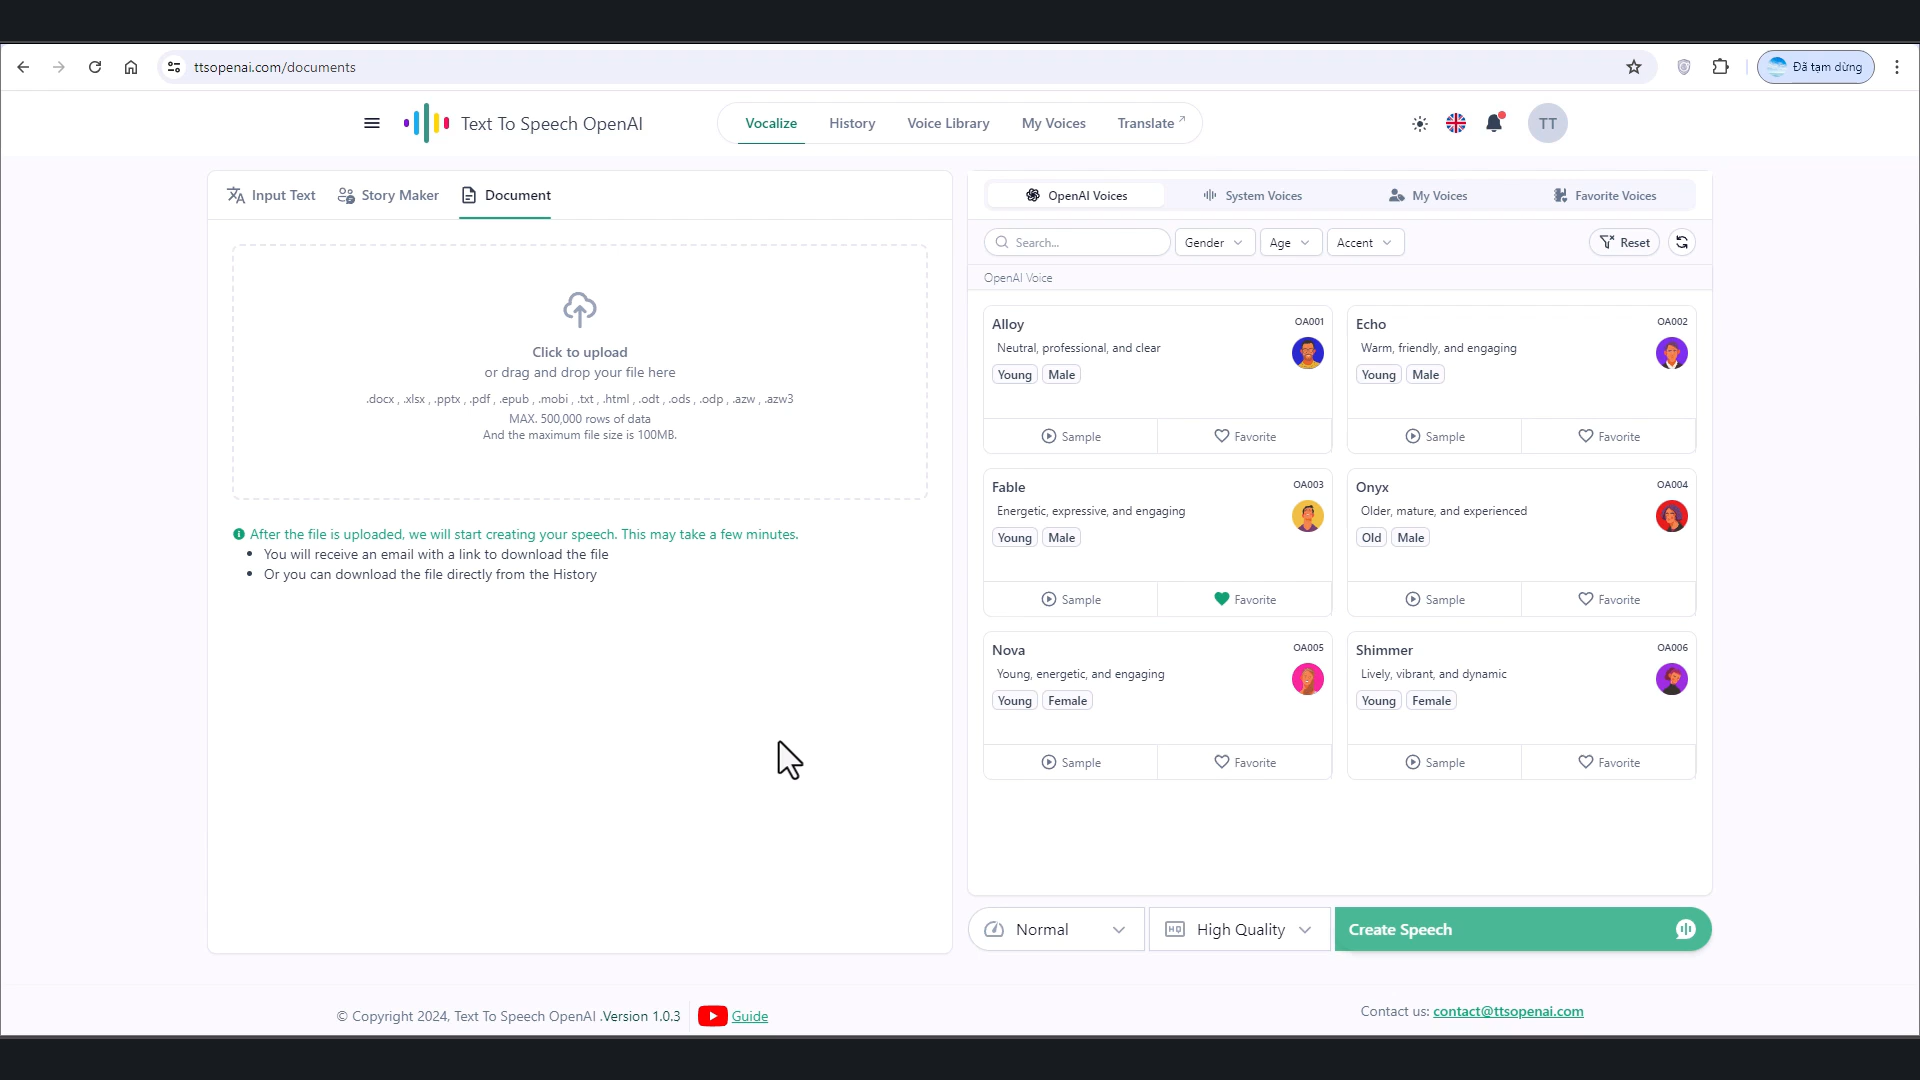 ttsopenai.com/documents
Đã tạm dừng
Text To Speech OpenAI
Vocalize
History
Voice Library
My Voices
Translate
TT
Input Text
Story Maker
Document
Click to upload
or drag and drop your file here
.docx , .xlsx , .pptx , .pdf , .epub , .mobi , .txt , .html , .odt , .ods , .odp , .azw , .azw3
MAX. 500,000 rows of data
And the maximum file size is 100MB.
After the file is uploaded, we will start creating your speech. This may take a few minutes.
You will receive an email with a link to download the file
Or you can download the file directly from the History
OpenAI Voices
System Voices
My Voices
Favorite Voices
Search...
Gender
Age
Accent
Reset
OpenAI Voice
Alloy
OA001
Neutral, professional, and clear
Young
Male
Sample
Favorite
Echo
OA002
Warm, friendly, and engaging
Young
Male
Sample
Favorite
Fable
OA003
Energetic, expressive, and engaging
Young
Male
Sample
Favorite
Onyx
OA004
Older, mature, and experienced
Old
Male
Sample
Favorite
Nova
OA005
Young, energetic, and engaging
Young
Female
Sample
Favorite
Shimmer
OA006
Lively, vibrant, and dynamic
Young
Female
Sample
Favorite
Normal
HQ
High Quality
Create Speech
© Copyright 2024, Text To Speech OpenAI .Version 1.0.3
Guide
Contact us: contact@ttsopenai.com